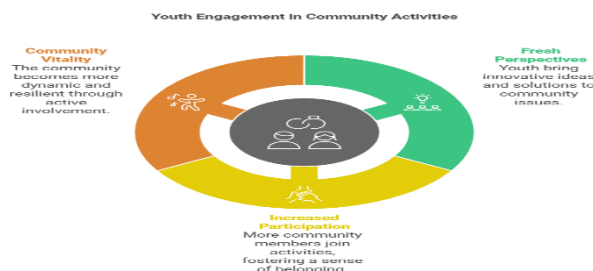 Youth Engagement in Community Activities
Community
Vitality
The community
becomes more
dynamic and
resilient through
active
involvement.
Fresh
Perspectives
Youth bring
innovative ideas
and solutions to
community
issues.
Increased
Participation
More community
members join
activities,
fostering a sense
of belonging.